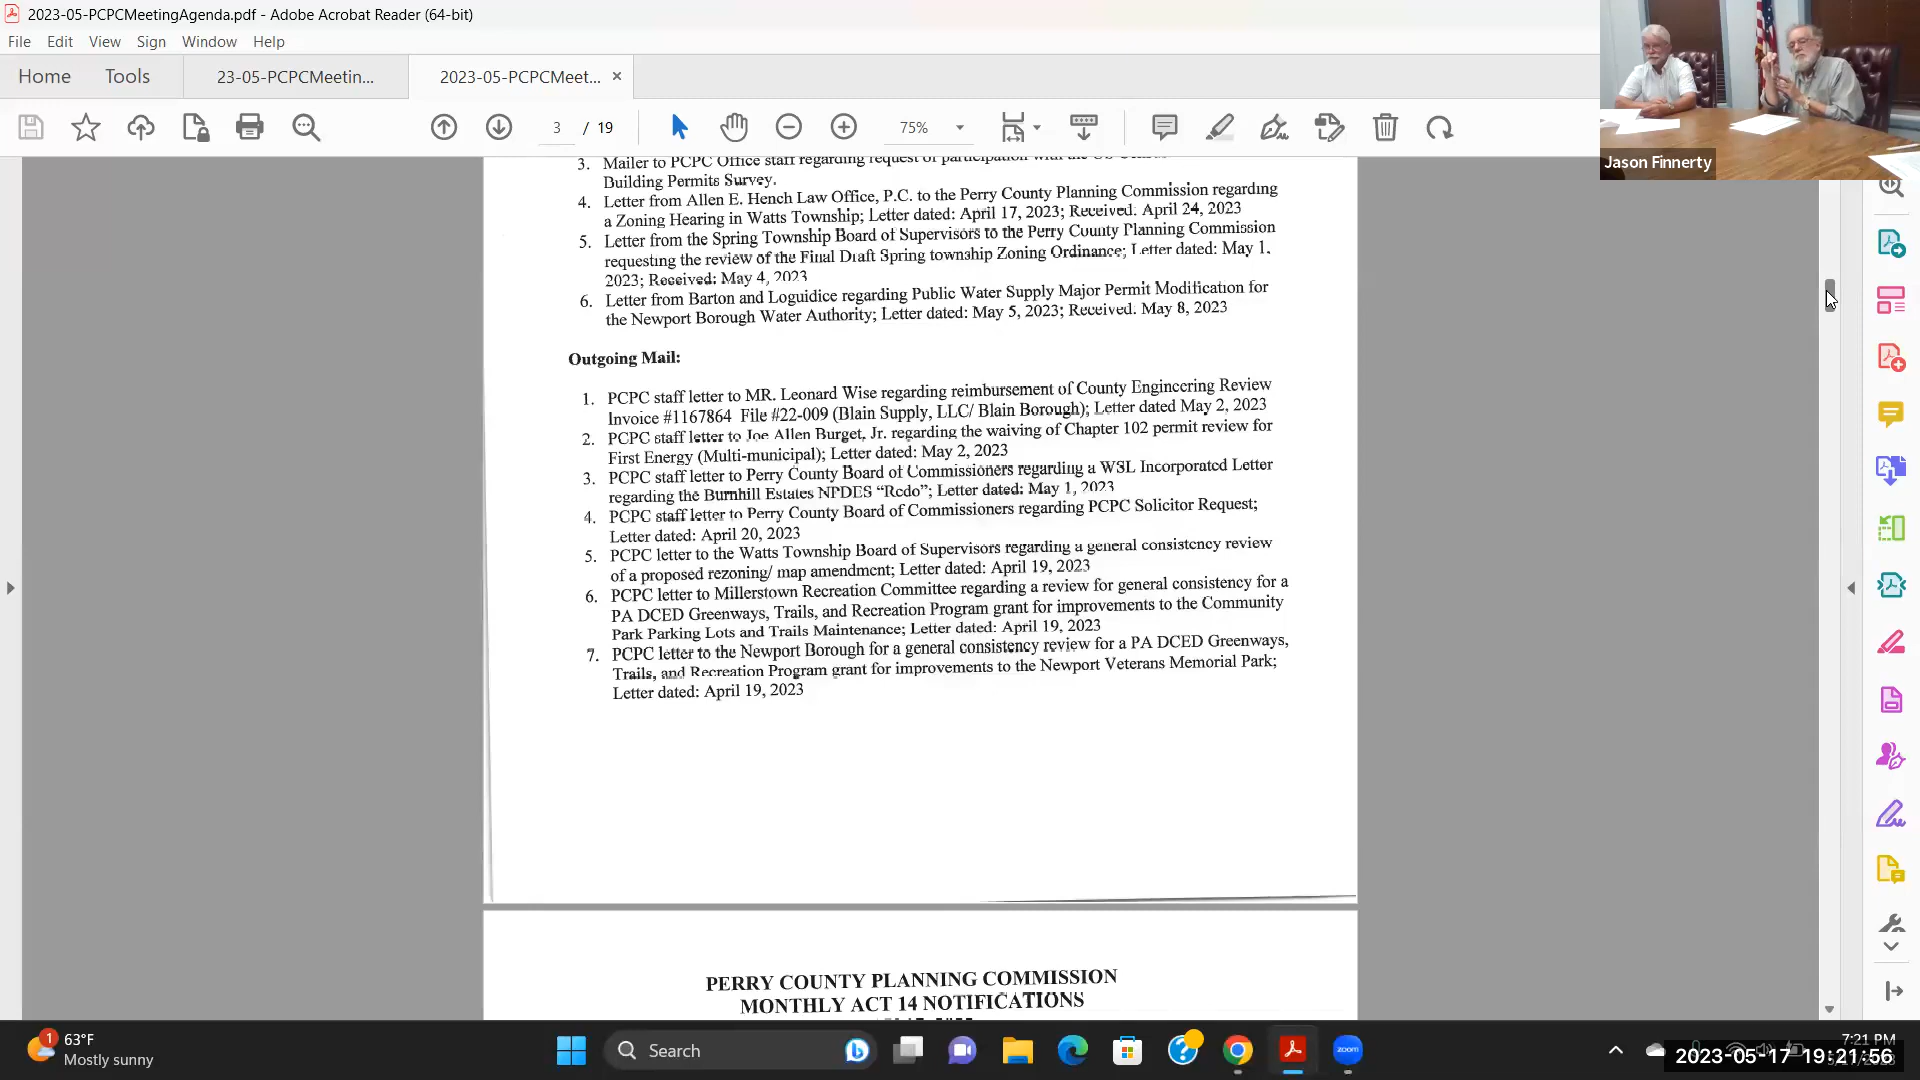 2023-05-PCPCMeetingAgenda.pdf - Adobe Acrobat Reader (64-bit)
File Edit View Sign Window Help
Home Tools 23-05-PCPCMeetin... 2023-05-PCPCMeet... ×
3 / 19 75%
Jason Finnerty
3. Mailer to PCPC Office staff regarding request of participation with the US Census
Building Permits Survey.
4. Letter from Allen E. Hench Law Office, P.C. to the Perry County Planning Commission regarding
a Zoning Hearing in Watts Township; Letter dated: April 17, 2023; Received: April 24, 2023
5. Letter from the Spring Township Board of Supervisors to the Perry County Planning Commission
requesting the review of the Final Draft Spring township Zoning Ordinance; Letter dated: May 1,
2023; Received: May 4, 2023
6. Letter from Barton and Loguidice regarding Public Water Supply Major Permit Modification for
the Newport Borough Water Authority; Letter dated: May 5, 2023; Received: May 8, 2023
Outgoing Mail:
1. PCPC staff letter to MR. Leonard Wise regarding reimbursement of County Engineering Review
Invoice #1167864 File #22-009 (Blain Supply, LLC/ Blain Borough); Letter dated May 2, 2023
2. PCPC staff letter to Joe Allen Burget, Jr. regarding the waiving of Chapter 102 permit review for
First Energy (Multi-municipal); Letter dated: May 2, 2023
3. PCPC staff letter to Perry County Board of Commissioners regarding a WSL Incorporated Letter
regarding the Burnhill Estates NPDES “Redo”; Letter dated: May 1, 2023
4. PCPC staff letter to Perry County Board of Commissioners regarding PCPC Solicitor Request;
Letter dated: April 20, 2023
5. PCPC letter to the Watts Township Board of Supervisors regarding a general consistency review
of a proposed rezoning/ map amendment; Letter dated: April 19, 2023
6. PCPC letter to Millerstown Recreation Committee regarding a review for general consistency for a
PA DCED Greenways, Trails, and Recreation Program grant for improvements to the Community
Park Parking Lots and Trails Maintenance; Letter dated: April 19, 2023
7. PCPC letter to the Newport Borough for a general consistency review for a PA DCED Greenways,
Trails, and Recreation Program grant for improvements to the Newport Veterans Memorial Park;
Letter dated: April 19, 2023
PERRY COUNTY PLANNING COMMISSION
MONTHLY ACT 14 NOTIFICATIONS
1 63°F
Mostly sunny
Search
zoom
7:21 PM
2023-05-17 19:21:56